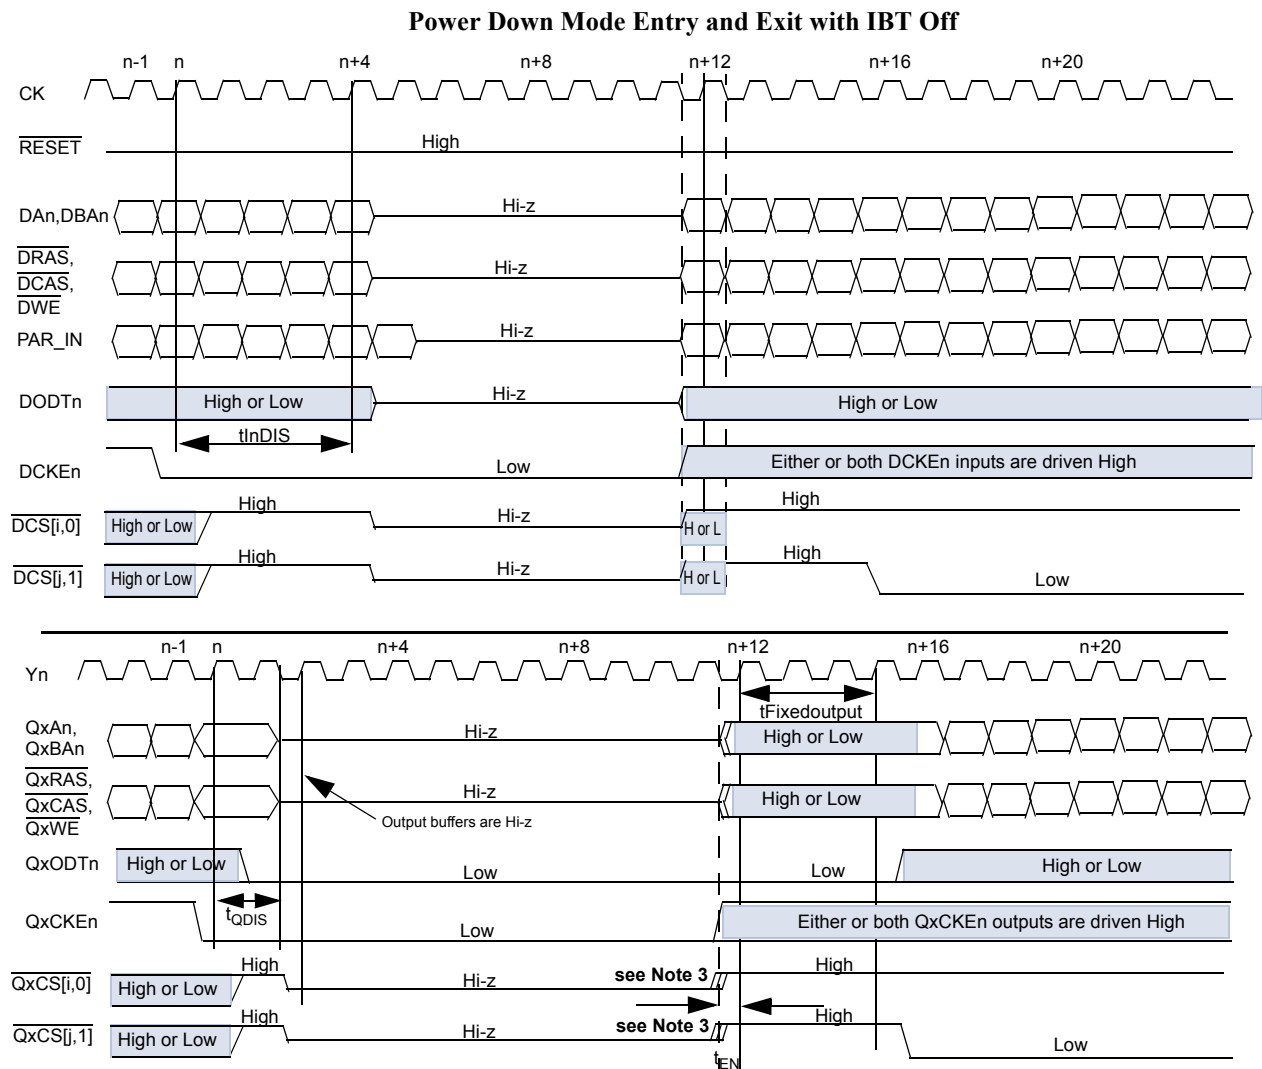 Power Down Mode Entry and Exit with IBT Off
n-1 n n+4 n+8 n+12 n+16 n+20
CK
RESET High
DAn,DBAn Hi-z
DRAS,
DCAS, Hi-z
DWE
PAR_IN Hi-z
DODTn High or Low Hi-z High or Low
tInDIS
DCKEn Low Either or both DCKEn inputs are driven High
DCS[i,0] High or Low High Hi-z H or L High
DCS[j,1] High or Low High Hi-z H or L High Low
n-1 n n+4 n+8 n+12 n+16 n+20
Yn
tFixedoutput
QxAn,
QxBAn Hi-z High or Low
QxRAS,
QxCAS, Hi-z High or Low
QxWE
Output buffers are Hi-z
QxODTn High or Low Low Low High or Low
tQDIS
QxCKEn Low Either or both QxCKEn outputs are driven High
QxCS[i,0] High or Low High Hi-z see Note 3 High
QxCS[j,1] High or Low High Hi-z see Note 3 High Low
tEN